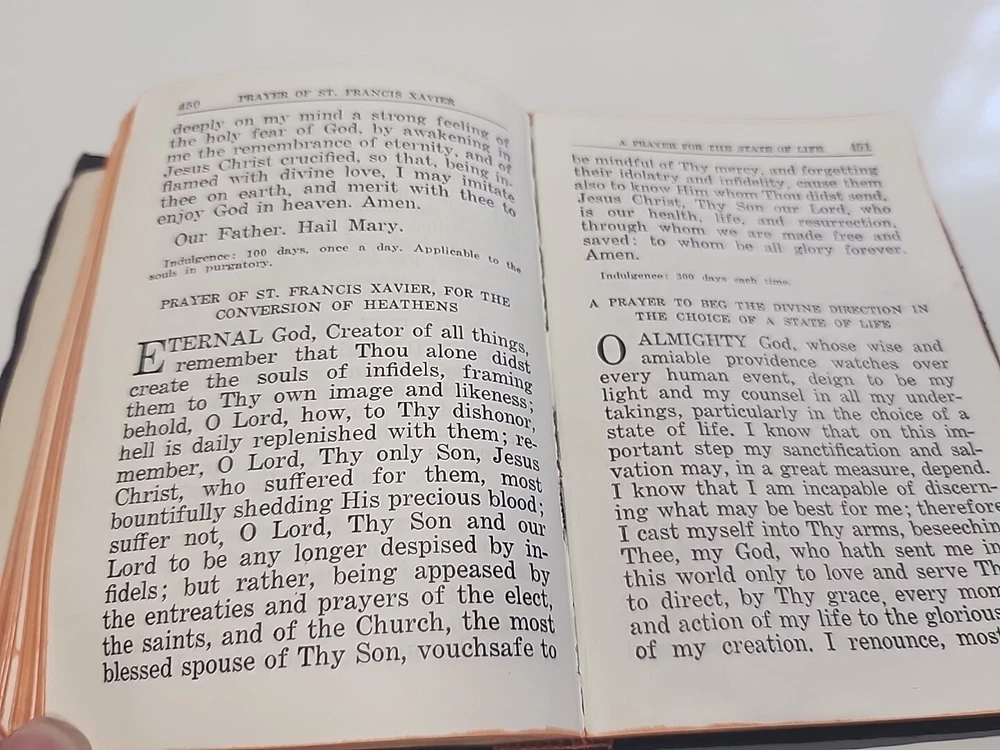 450 PRAYER OF ST. FRANCIS XAVIER
deeply on my mind a strong feeling of
the holy fear of God, by awakening in
me the remembrance of eternity, and of
Jesus Christ crucified, so that, being in-
flamed with divine love, I may imitate
thee on earth, and merit with thee to
enjoy God in heaven. Amen.
Our Father. Hail Mary.
Indulgence: 100 days, once a day. Applicable to the
souls in purgatory.
PRAYER OF ST. FRANCIS XAVIER, FOR THE
CONVERSION OF HEATHENS
ETERNAL God, Creator of all things,
remember that Thou alone didst
create the souls of infidels, framing
them to Thy own image and likeness;
behold, O Lord, how, to Thy dishonor,
hell is daily replenished with them; re-
member, O Lord, Thy only Son, Jesus
Christ, who suffered for them, most
bountifully shedding His precious blood;
suffer not, O Lord, Thy Son and our
Lord to be any longer despised by in-
fidels; but rather, being appeased by
the entreaties and prayers of the elect,
the saints, and of the Church, the most
blessed spouse of Thy Son, vouchsafe to
A PRAYER FOR THE STATE OF LIFE 451
be mindful of Thy mercy, and forgetting
their idolatry and infidelity, cause them
also to know Him whom Thou didst send,
Jesus Christ, Thy Son our Lord, who
is our health, life, and resurrection,
through whom we are made free and
saved: to whom be all glory forever.
Amen.
Indulgence: 300 days each time.
A PRAYER TO BEG THE DIVINE DIRECTION IN
THE CHOICE OF A STATE OF LIFE
O ALMIGHTY God, whose wise and
amiable providence watches over
every human event, deign to be my
light and my counsel in all my under-
takings, particularly in the choice of a
state of life. I know that on this im-
portant step my sanctification and sal-
vation may, in a great measure, depend.
I know that I am incapable of discern-
ing what may be best for me; therefore
I cast myself into Thy arms, beseechin
Thee, my God, who hath sent me in
this world only to love and serve Th
to direct, by Thy grace, every mom
and action of my life to the glorious
of my creation. I renounce, mos